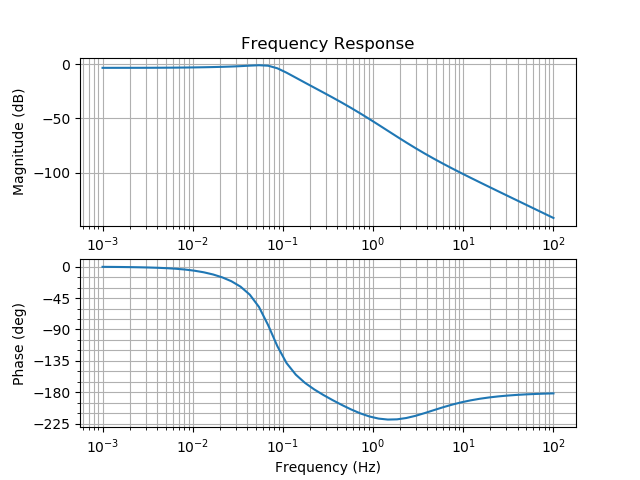 Frequency Response
Magnitude (dB)
0
−50
−100
10⁻³ 10⁻² 10⁻¹ 10⁰ 10¹ 10²
Phase (deg)
0
−45
−90
−135
−180
−225
10⁻³ 10⁻² 10⁻¹ 10⁰ 10¹ 10²
Frequency (Hz)